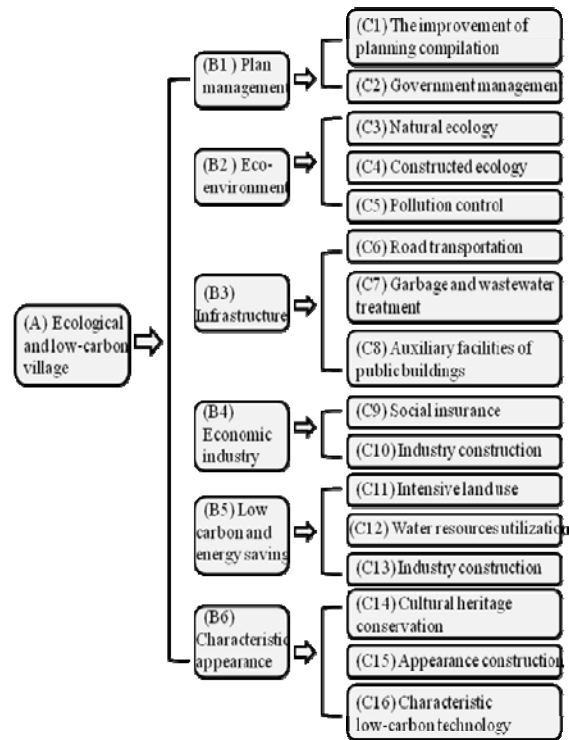 (A) Ecological
and low-carbon
village
(B1) Plan
management
(B2) Eco-
environment
(B3)
Infrastructure
(B4)
Economic
industry
(B5) Low
carbon and
energy saving
(B6)
Characteristic
appearance
(C1) The improvement of
planning compilation
(C2) Government management
(C3) Natural ecology
(C4) Constructed ecology
(C5) Pollution control
(C6) Road transportation
(C7) Garbage and wastewater
treatment
(C8) Auxiliary facilities of
public buildings
(C9) Social insurance
(C10) Industry construction
(C11) Intensive land use
(C12) Water resources utilization
(C13) Industry construction
(C14) Cultural heritage
conservation
(C15) Appearance construction
(C16) Characteristic
low-carbon technology